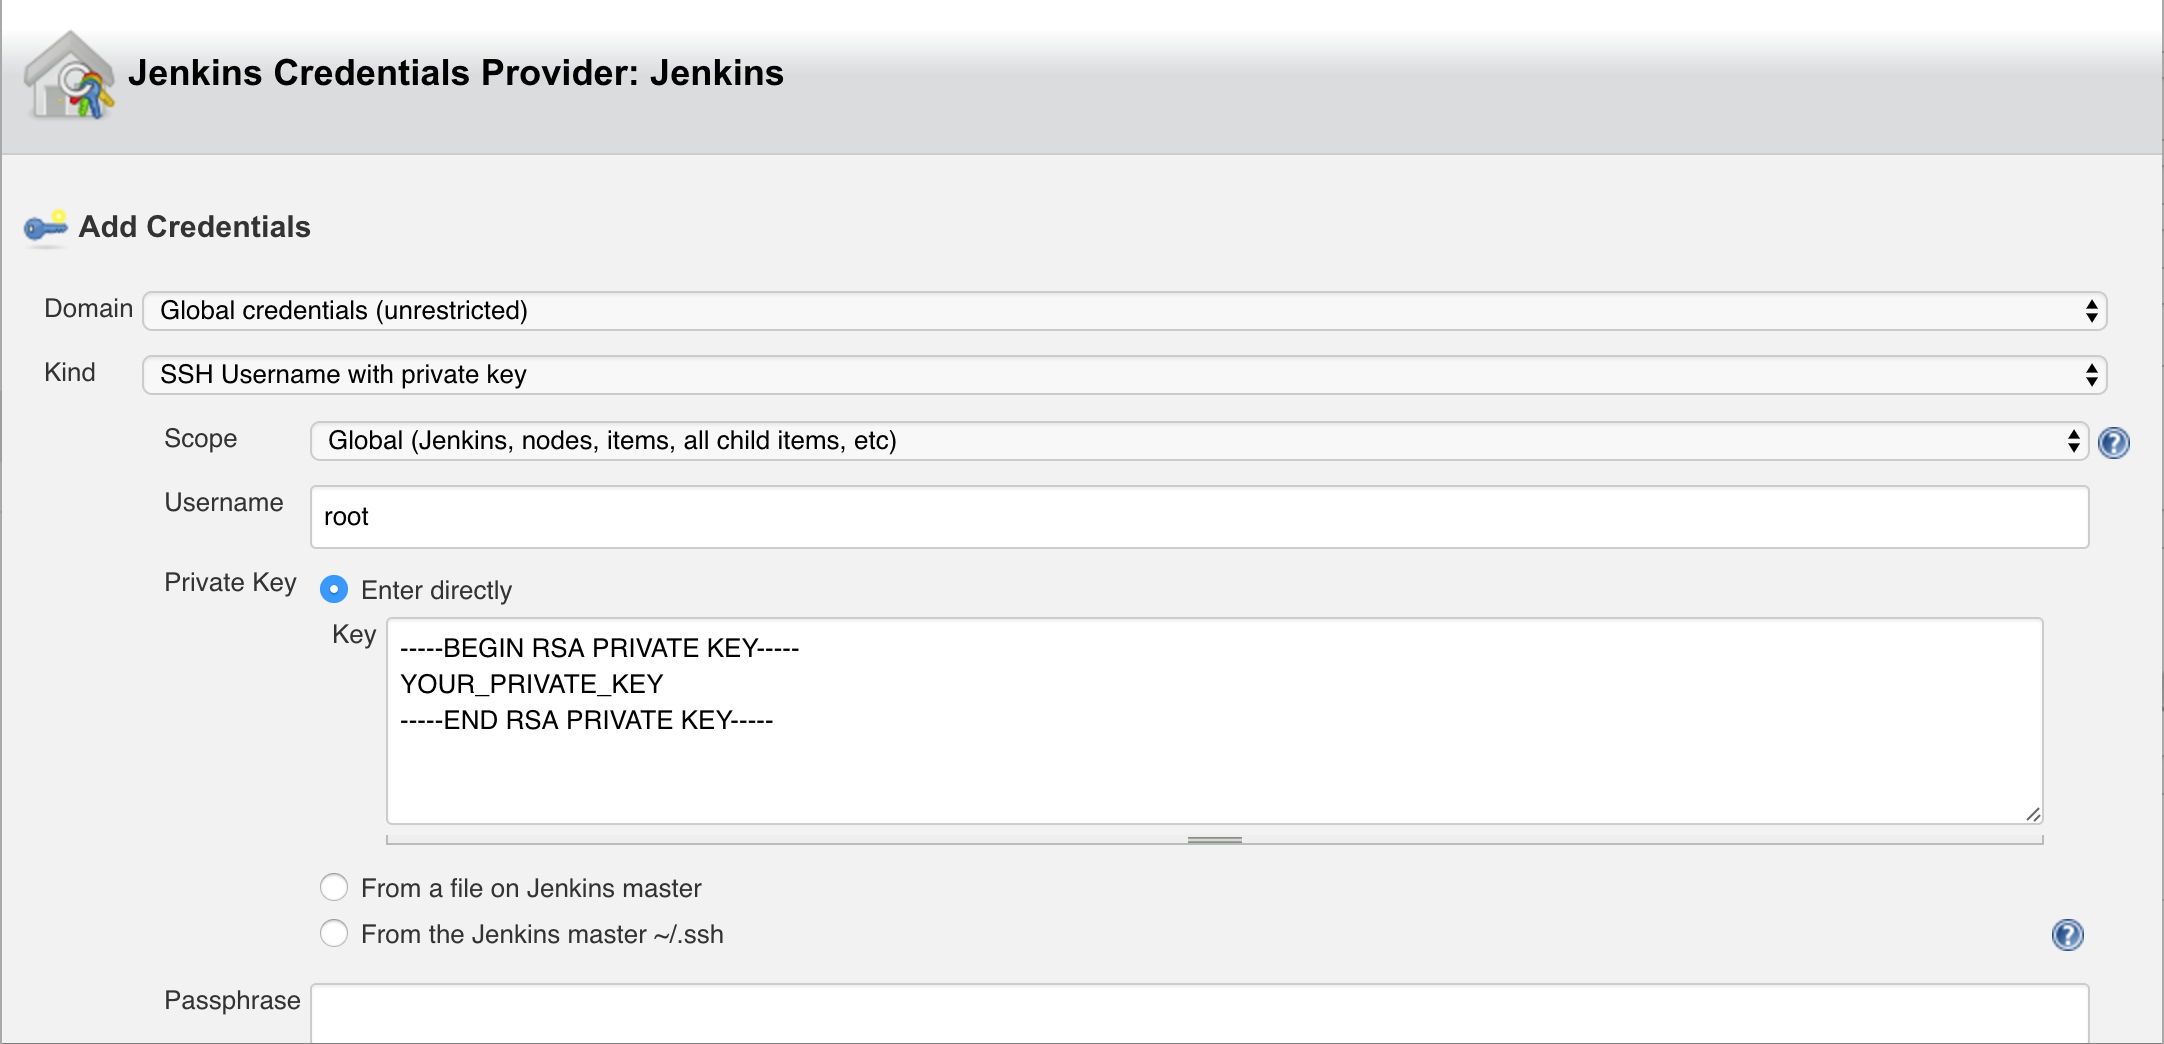 Jenkins Credentials Provider: Jenkins
Add Credentials
Domain Global credentials (unrestricted)
Kind SSH Username with private key
Scope Global (Jenkins, nodes, items, all child items, etc)
Username root
Private Key Enter directly
Key -----BEGIN RSA PRIVATE KEY-----
YOUR_PRIVATE_KEY
-----END RSA PRIVATE KEY-----
From a file on Jenkins master
From the Jenkins master ~/.ssh
Passphrase